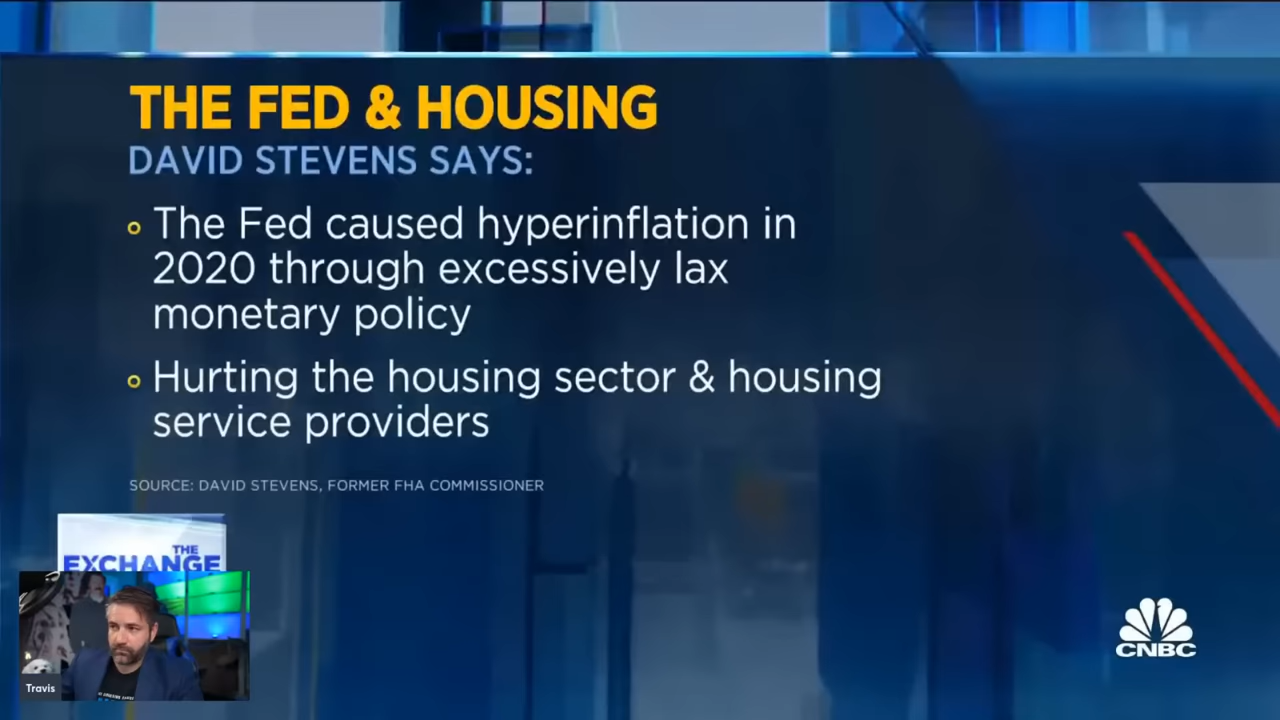 THE FED & HOUSING
DAVID STEVENS SAYS:
The Fed caused hyperinflation in
2020 through excessively lax
monetary policy
Hurting the housing sector & housing
service providers
SOURCE: DAVID STEVENS, FORMER FHA COMMISSIONER
THE
EXCHANGE
Travis
CNBC